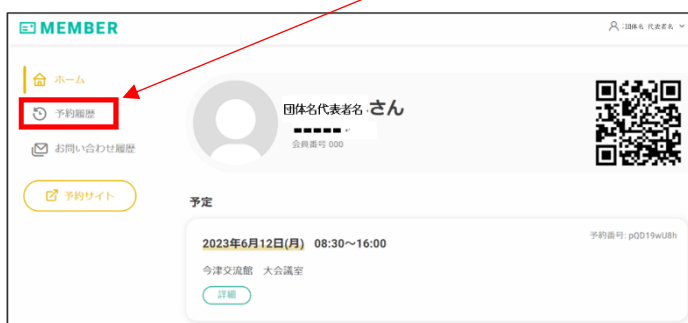 MEMBER
団体名 代表者名
ホーム
予約履歴
お問い合わせ履歴
予約サイト
団体名代表者名 さん
会員番号 000
予定
2023年6月12日(月) 08:30～16:00
予約番号: pQD19wU8h
今津交流館 大会議室
詳細